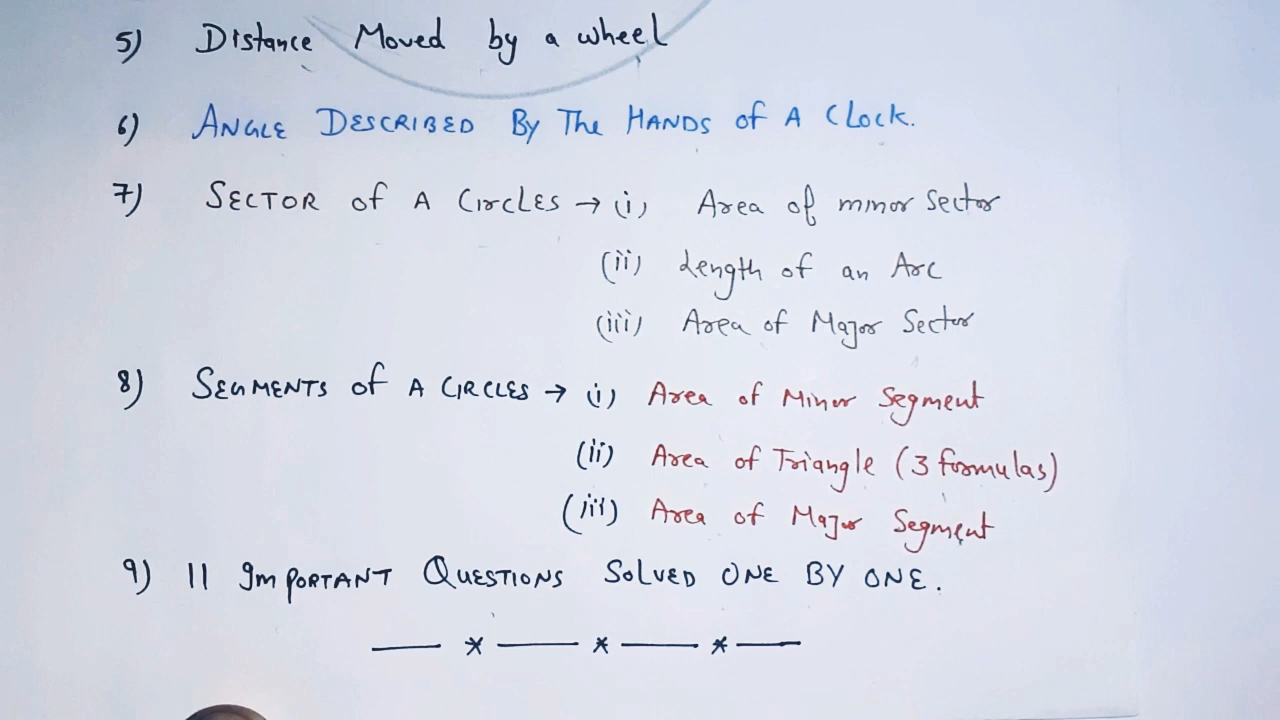 5) Distance Moved by a wheel
6) ANGLE DESCRIBED By The HANDS of A CLock.
7) SECTOR of A CirCLES → (i) Area of minor Sector
(ii) Length of an Arc
(iii) Area of Major Sector
8) SEGMENTS of A CIRCLES → (i) Area of Minor Segment
(ii) Area of Triangle (3 formulas)
(iii) Area of Major Segment
9) 11 ImPORTANT QUESTIONS SOLVED ONE BY ONE.
— * — * — * —